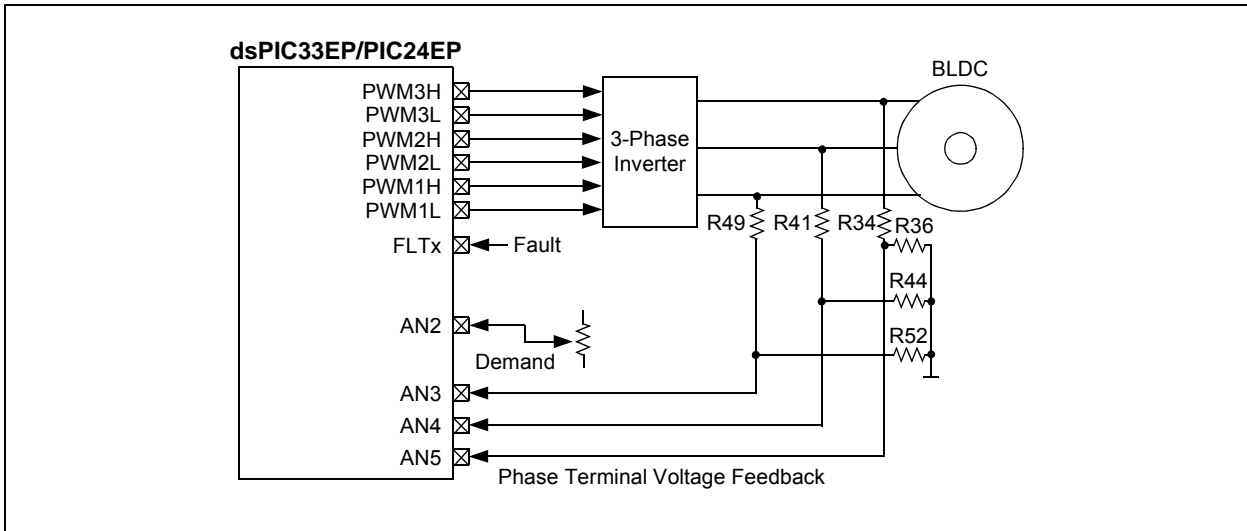 dsPIC33EP/PIC24EP
BLDC
PWM3H
PWM3L
PWM2H
PWM2L
PWM1H
PWM1L
3-Phase
Inverter
R49
R41
R34
R36
FLTx
Fault
R44
AN2
R52
Demand
AN3
AN4
AN5
Phase Terminal Voltage Feedback